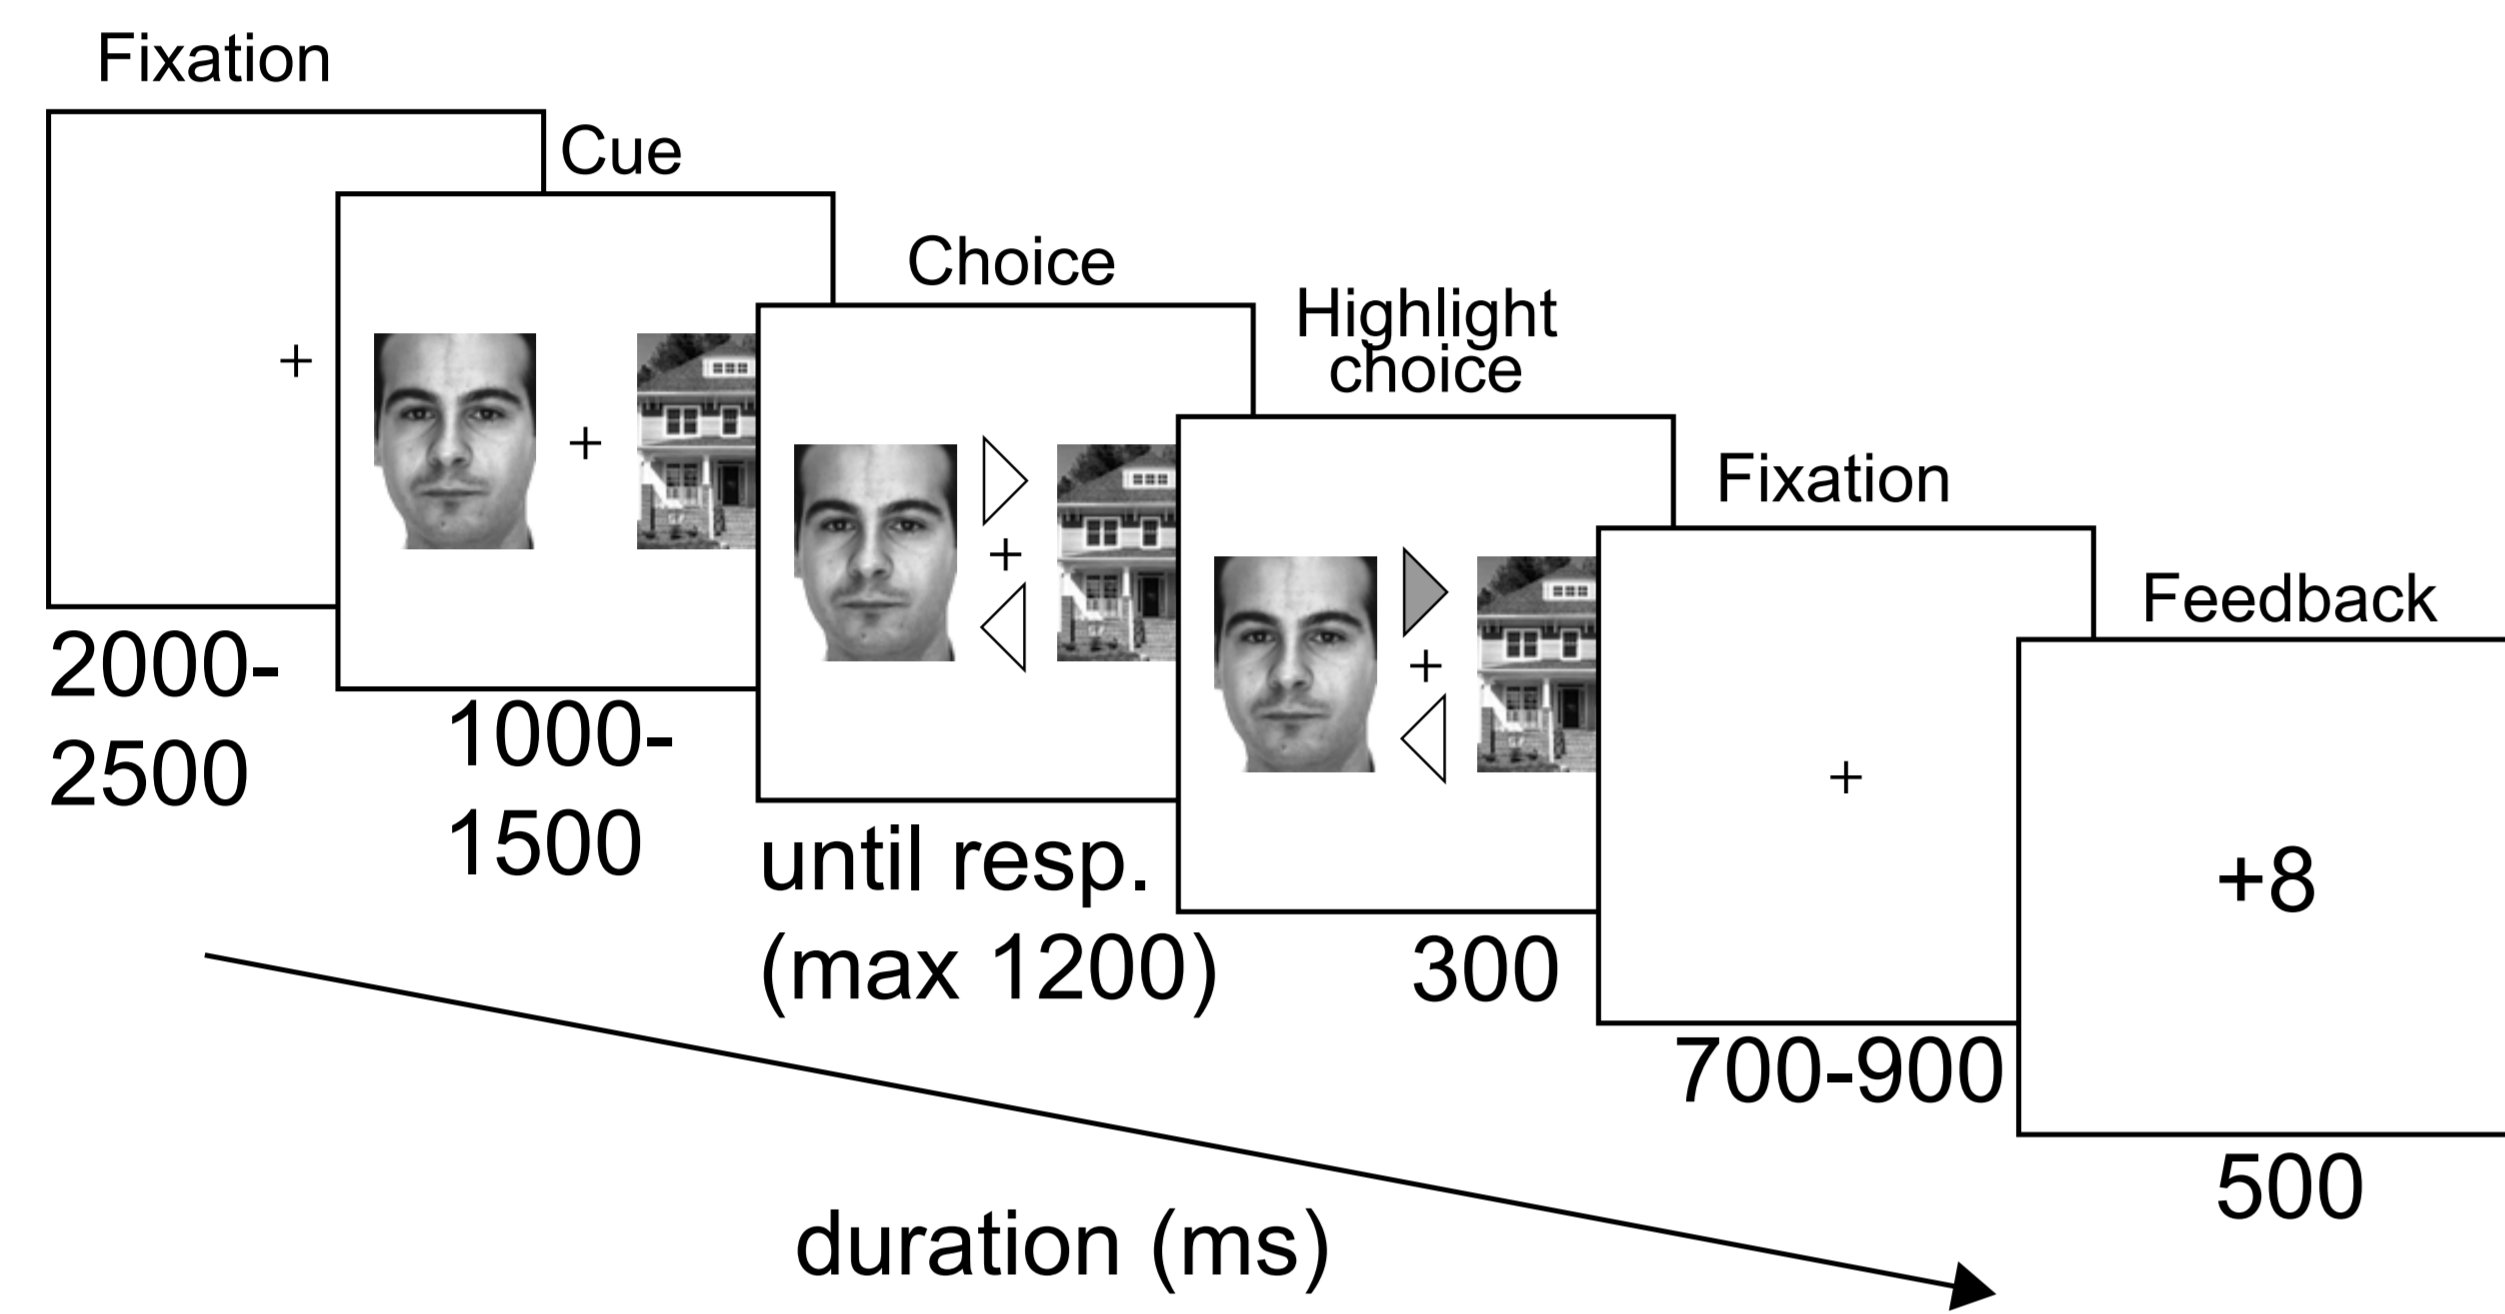 Fixation
Cue
Choice
Highlight
choice
Fixation
Feedback
+
+
+
+
+
+8
2000-
2500
1000-
1500
until resp.
(max 1200)
300
700-900
500
duration (ms)